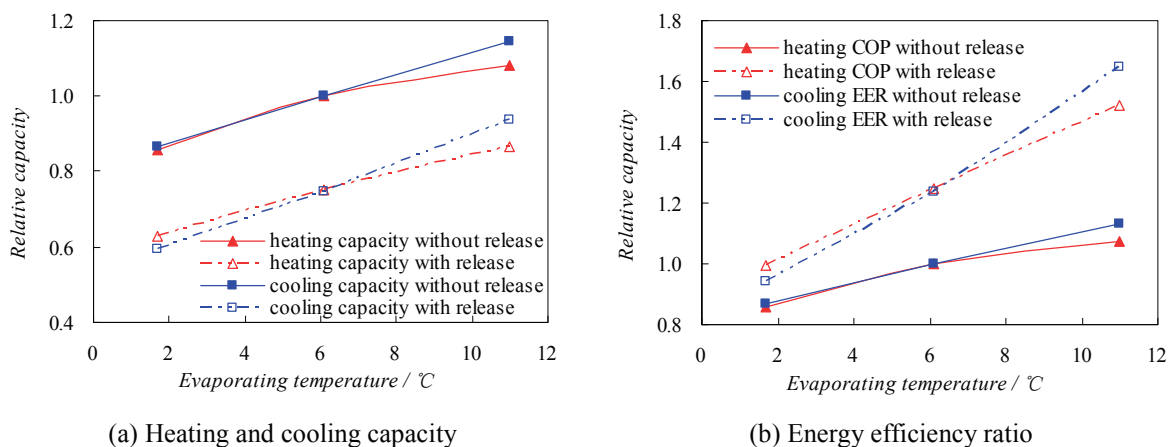 1.2
1.0
0.8
0.6
0.4
Relative capacity
heating capacity without release
heating capacity with release
cooling capacity without release
cooling capacity with release
0 2 4 6 8 10 12
Evaporating temperature / ℃
(a) Heating and cooling capacity
1.8
1.6
1.4
1.2
1.0
0.8
Relative capacity
heating COP without release
heating COP with release
cooling EER without release
cooling EER with release
0 2 4 6 8 10 12
Evaporating temperature / ℃
(b) Energy efficiency ratio